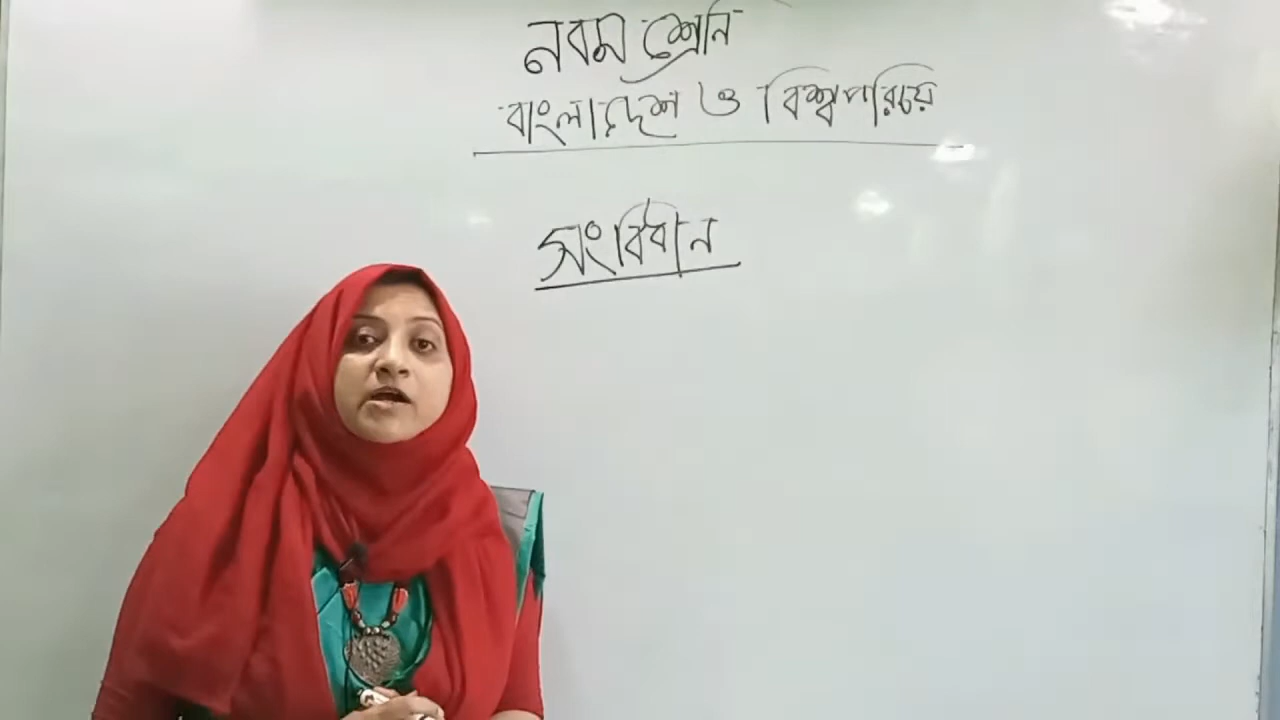 নবম শ্রেনি
বাংলাদেশ ও বিশ্বপরিচয়
সংবিধান